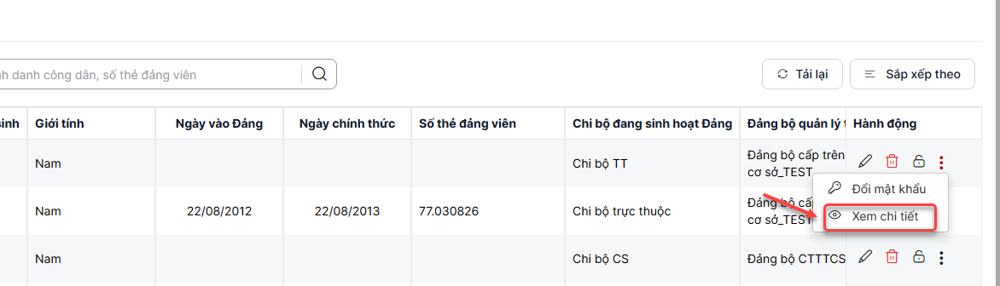 h danh công dân, số thẻ đảng viên
Tải lại
Sắp xếp theo
sinh Giới tính Ngày vào Đảng Ngày chính thức Số thẻ đảng viên Chi bộ đang sinh hoạt Đảng Đảng bộ quản lý t Hành động
Nam Chi bộ TT Đảng bộ cấp trên
cơ sở_TEST
Đổi mật khẩu
Nam 22/08/2012 22/08/2013 77.030826 Chi bộ trực thuộc Đảng bộ cấ
cơ sở_TEST
Xem chi tiết
Nam Chi bộ CS Đảng bộ CTTTCS